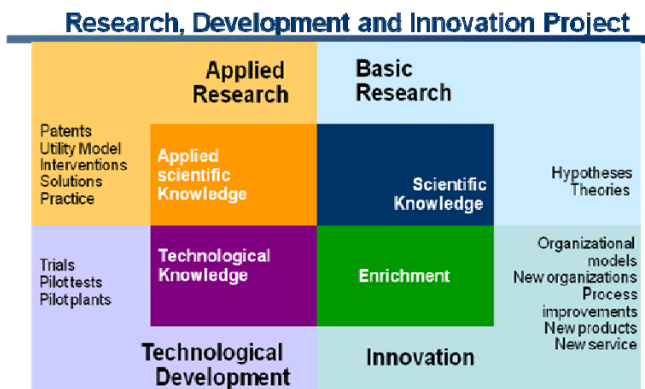 Research, Development and Innovation Project
Applied
Research
Basic
Research
Patents
Utility Model
Interventions
Solutions
Practice
Applied
scientific
Knowledge
Scientific
Knowledge
Hypotheses
Theories
Trials
Pilot tests
Pilot plants
Technological
Knowledge
Enrichment
Organizational
models
New organizations
Process
improvements
New products
New service
Technological
Development
Innovation